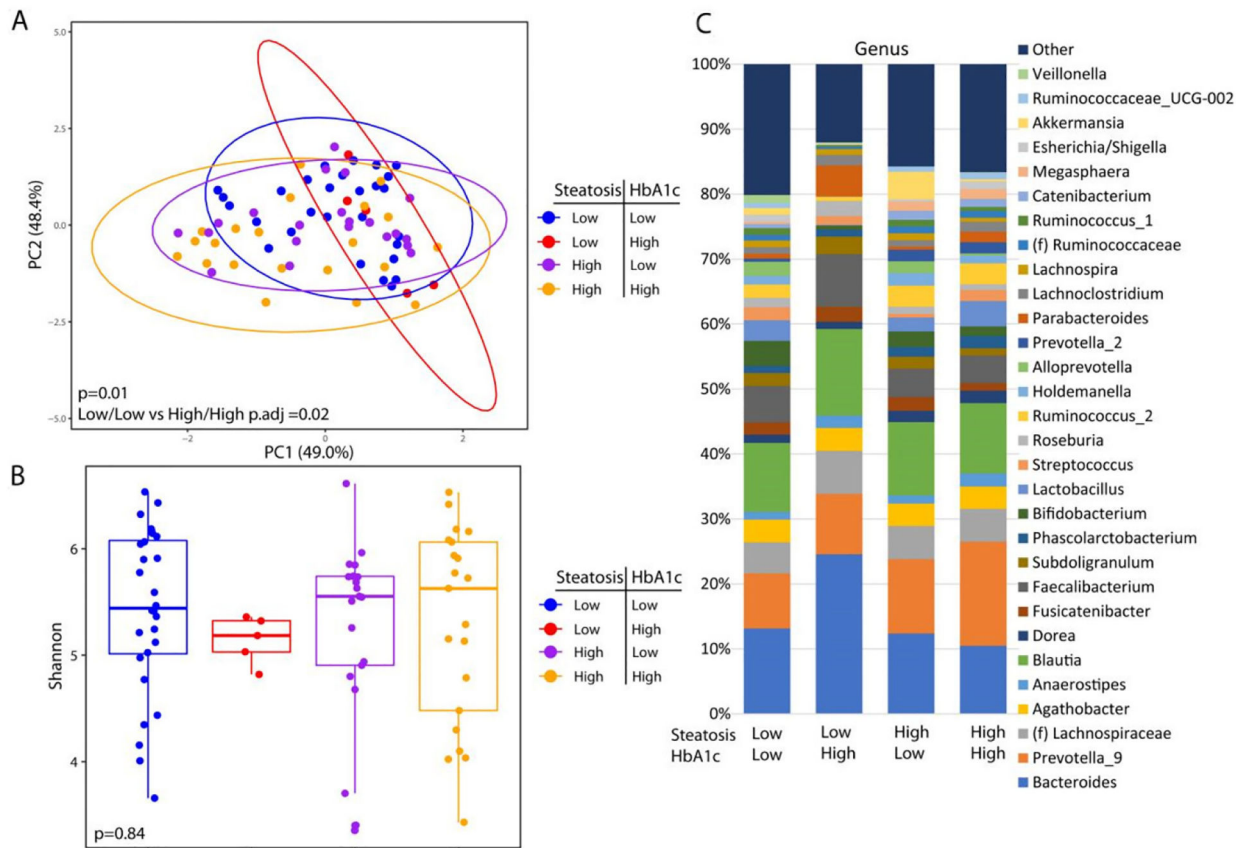 A
5.0
2.5
0.0
−2.5
−5.0
PC2 (48.4%)
−2
0
2
PC1 (49.0%)
p=0.01
Low/Low vs High/High p.adj =0.02
Steatosis HbA1c
Low Low
Low High
High Low
High High
B
Shannon
6
5
4
p=0.84
Steatosis HbA1c
Low Low
Low High
High Low
High High
C
Genus
100%
90%
80%
70%
60%
50%
40%
30%
20%
10%
0%
Steatosis Low Low High High
HbA1c Low High Low High
Other
Veillonella
Ruminococcaceae_UCG-002
Akkermansia
Esherichia/Shigella
Megasphaera
Catenibacterium
Ruminococcus_1
(f) Ruminococcaceae
Lachnospira
Lachnoclostridium
Parabacteroides
Prevotella_2
Alloprevotella
Holdemanella
Ruminococcus_2
Roseburia
Streptococcus
Lactobacillus
Bifidobacterium
Phascolarctobacterium
Subdoligranulum
Faecalibacterium
Fusicatenibacter
Dorea
Blautia
Anaerostipes
Agathobacter
(f) Lachnospiraceae
Prevotella_9
Bacteroides